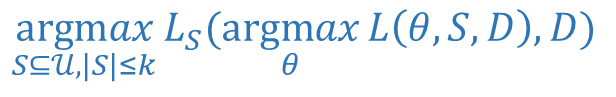 argmax L_S(argmax L(θ, S, D), D)
S⊆𝒰,|S|≤k θ